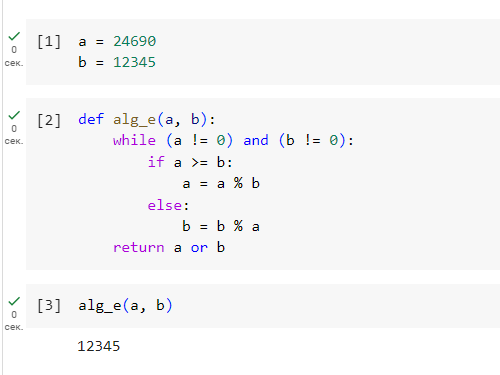 [1] a = 24690
0
сек. b = 12345
[2] def alg_e(a, b):
0
сек. while (a != 0) and (b != 0):
if a >= b:
a = a % b
else:
b = b % a
return a or b
[3] alg_e(a, b)
0
сек.
12345